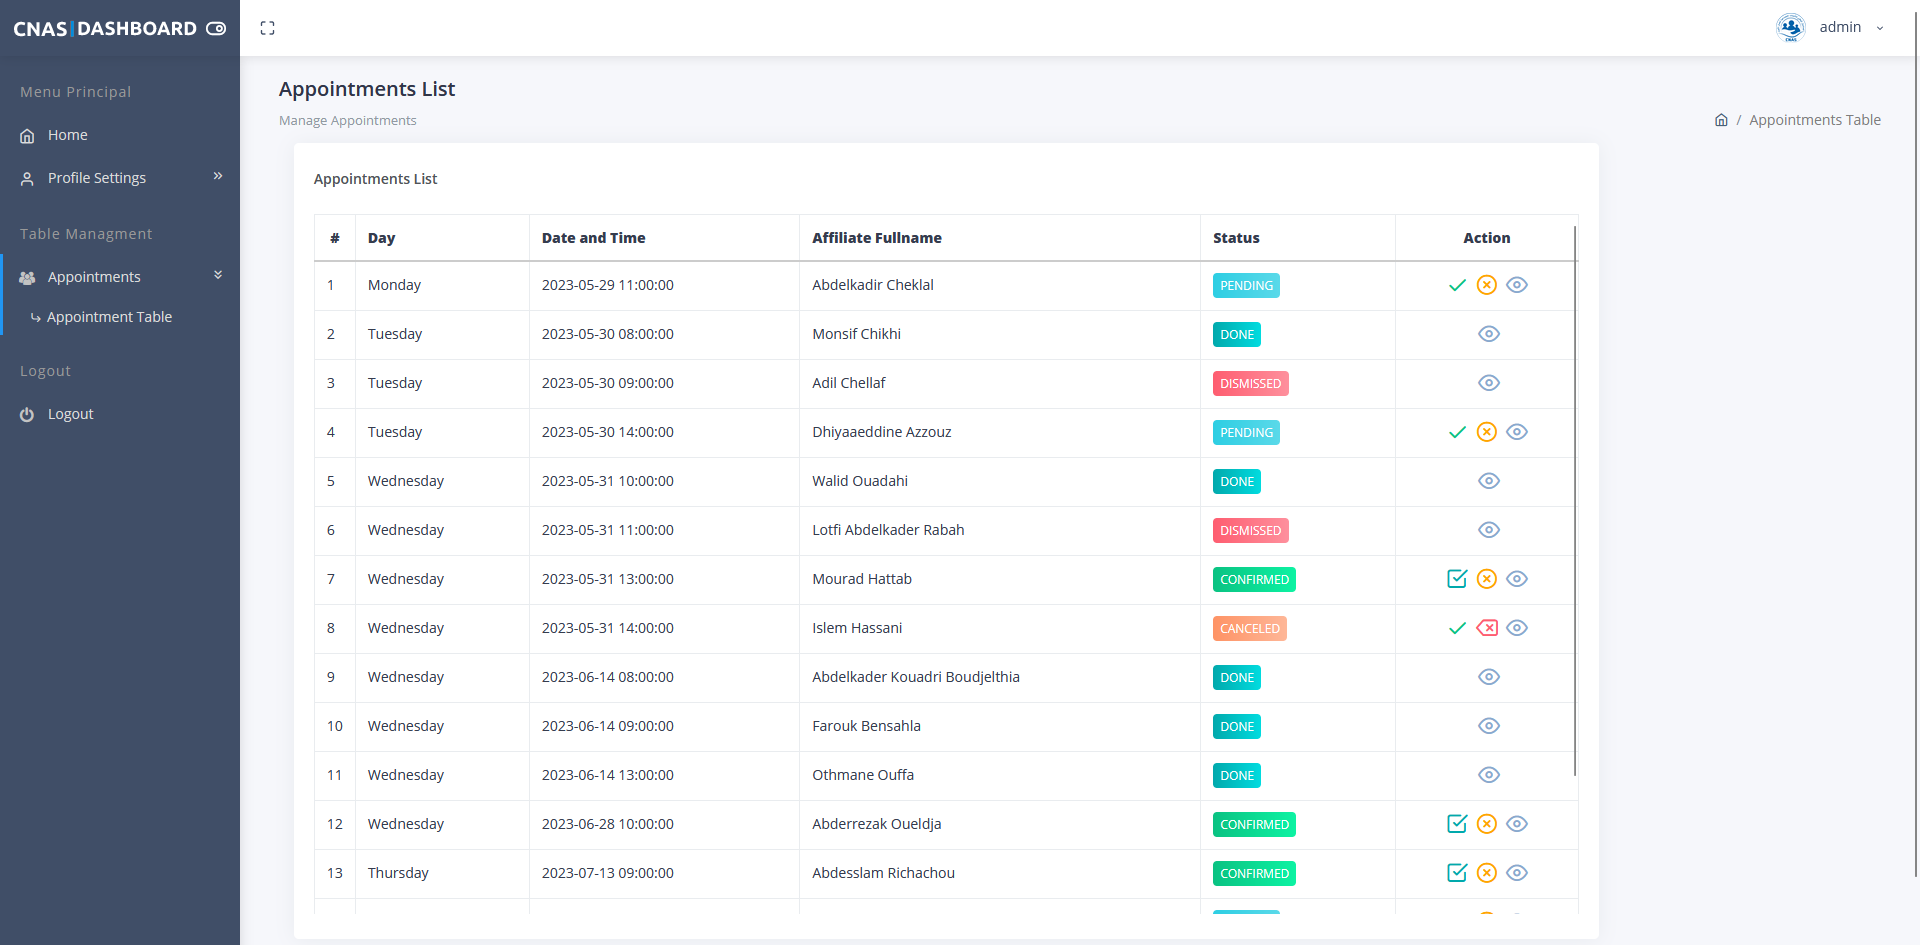 CNAS|DASHBOARD
admin
Menu Principal
Home
Profile Settings
Table Managment
Appointments
Appointment Table
Logout
Logout
Appointments List
Manage Appointments
/ Appointments Table
Appointments List
# Day Date and Time Affiliate Fullname Status Action
1 Monday 2023-05-29 11:00:00 Abdelkadir Cheklal PENDING
2 Tuesday 2023-05-30 08:00:00 Monsif Chikhi DONE
3 Tuesday 2023-05-30 09:00:00 Adil Chellaf DISMISSED
4 Tuesday 2023-05-30 14:00:00 Dhiyaaeddine Azzouz PENDING
5 Wednesday 2023-05-31 10:00:00 Walid Ouadahi DONE
6 Wednesday 2023-05-31 11:00:00 Lotfi Abdelkader Rabah DISMISSED
7 Wednesday 2023-05-31 13:00:00 Mourad Hattab CONFIRMED
8 Wednesday 2023-05-31 14:00:00 Islem Hassani CANCELED
9 Wednesday 2023-06-14 08:00:00 Abdelkader Kouadri Boudjelthia DONE
10 Wednesday 2023-06-14 09:00:00 Farouk Bensahla DONE
11 Wednesday 2023-06-14 13:00:00 Othmane Ouffa DONE
12 Wednesday 2023-06-28 10:00:00 Abderrezak Oueldja CONFIRMED
13 Thursday 2023-07-13 09:00:00 Abdesslam Richachou CONFIRMED